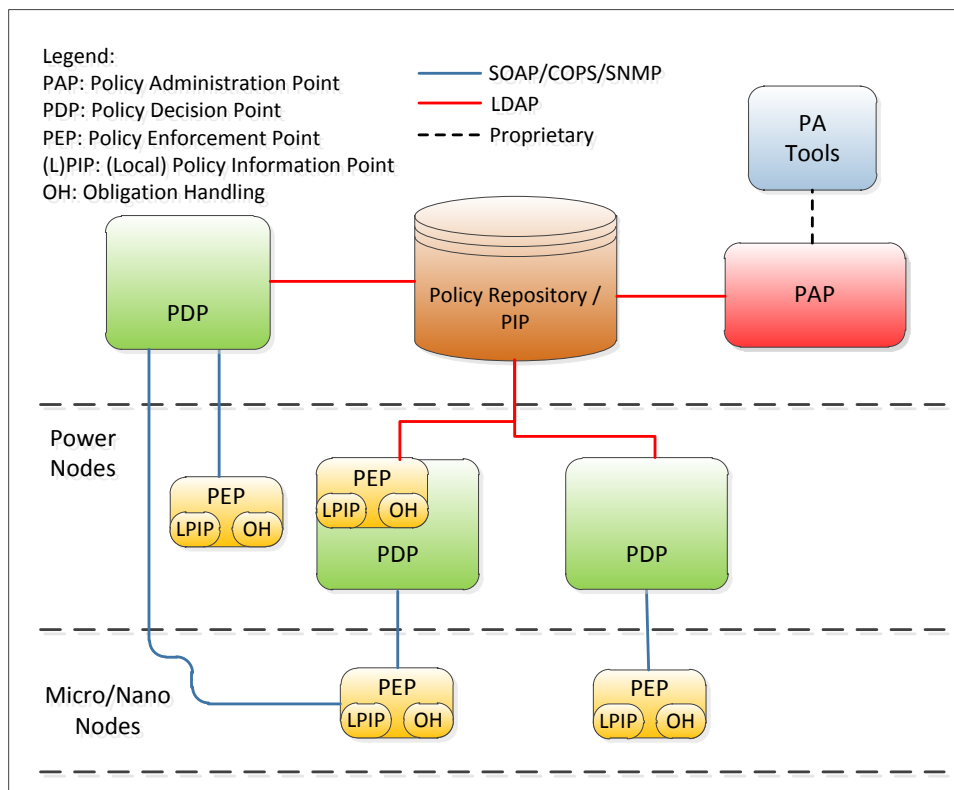 Legend:
PAP: Policy Administration Point
PDP: Policy Decision Point
PEP: Policy Enforcement Point
(L)PIP: (Local) Policy Information Point
OH: Obligation Handling
SOAP/COPS/SNMP
LDAP
Proprietary
PA
Tools
PDP
Policy Repository /
PIP
PAP
Power
Nodes
PEP
LPIP OH
PEP
LPIP OH
PDP
PDP
Micro/Nano
Nodes
PEP
LPIP OH
PEP
LPIP OH